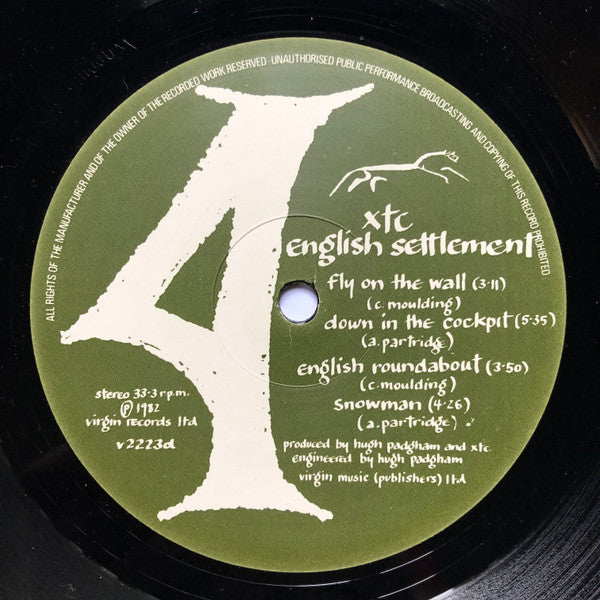 ALL RIGHTS OF THE MANUFACTURER AND OF THE OWNER OF THE RECORDED WORK RESERVED · UNAUTHORISED PUBLIC PERFORMANCE BROADCASTING AND COPYING OF THIS RECORD PROHIBITED
4
xtc
english settlement
fly on the wall (3·11)
(c. moulding)
down in the cockpit (5·35)
(a. partridge)
english roundabout (3·50)
(c. moulding)
snowman (4·26)
(a. partridge)
stereo 33·3 r.p.m.
℗ 1982
virgin records ltd
v2223d
produced by hugh padgham and xtc
engineered by hugh padgham
virgin music (publishers) ltd